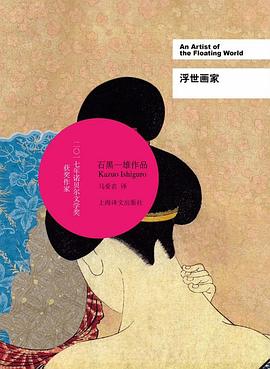 An Artist of
the Floating World
浮世画家
二〇一七年诺贝尔文学奖
获奖作家
石黑一雄作品
Kazuo Ishiguro
马爱农 译
上海译文出版社